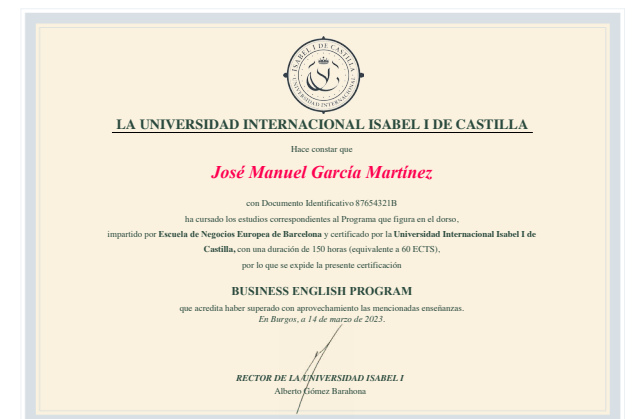 ISABEL I DE CASTILLA
UNIVERSIDAD INTERNACIONAL
LA UNIVERSIDAD INTERNACIONAL ISABEL I DE CASTILLA
Hace constar que
José Manuel García Martínez
con Documento Identificativo 87654321B
ha cursado los estudios correspondientes al Programa que figura en el dorso,
impartido por Escuela de Negocios Europea de Barcelona y certificado por la Universidad Internacional Isabel I de
Castilla, con una duración de 150 horas (equivalente a 60 ECTS),
por lo que se expide la presente certificación
BUSINESS ENGLISH PROGRAM
que acredita haber superado con aprovechamiento las mencionadas enseñanzas.
En Burgos, a 14 de marzo de 2023.
RECTOR DE LA UNIVERSIDAD ISABEL I
Alberto Gómez Barahona